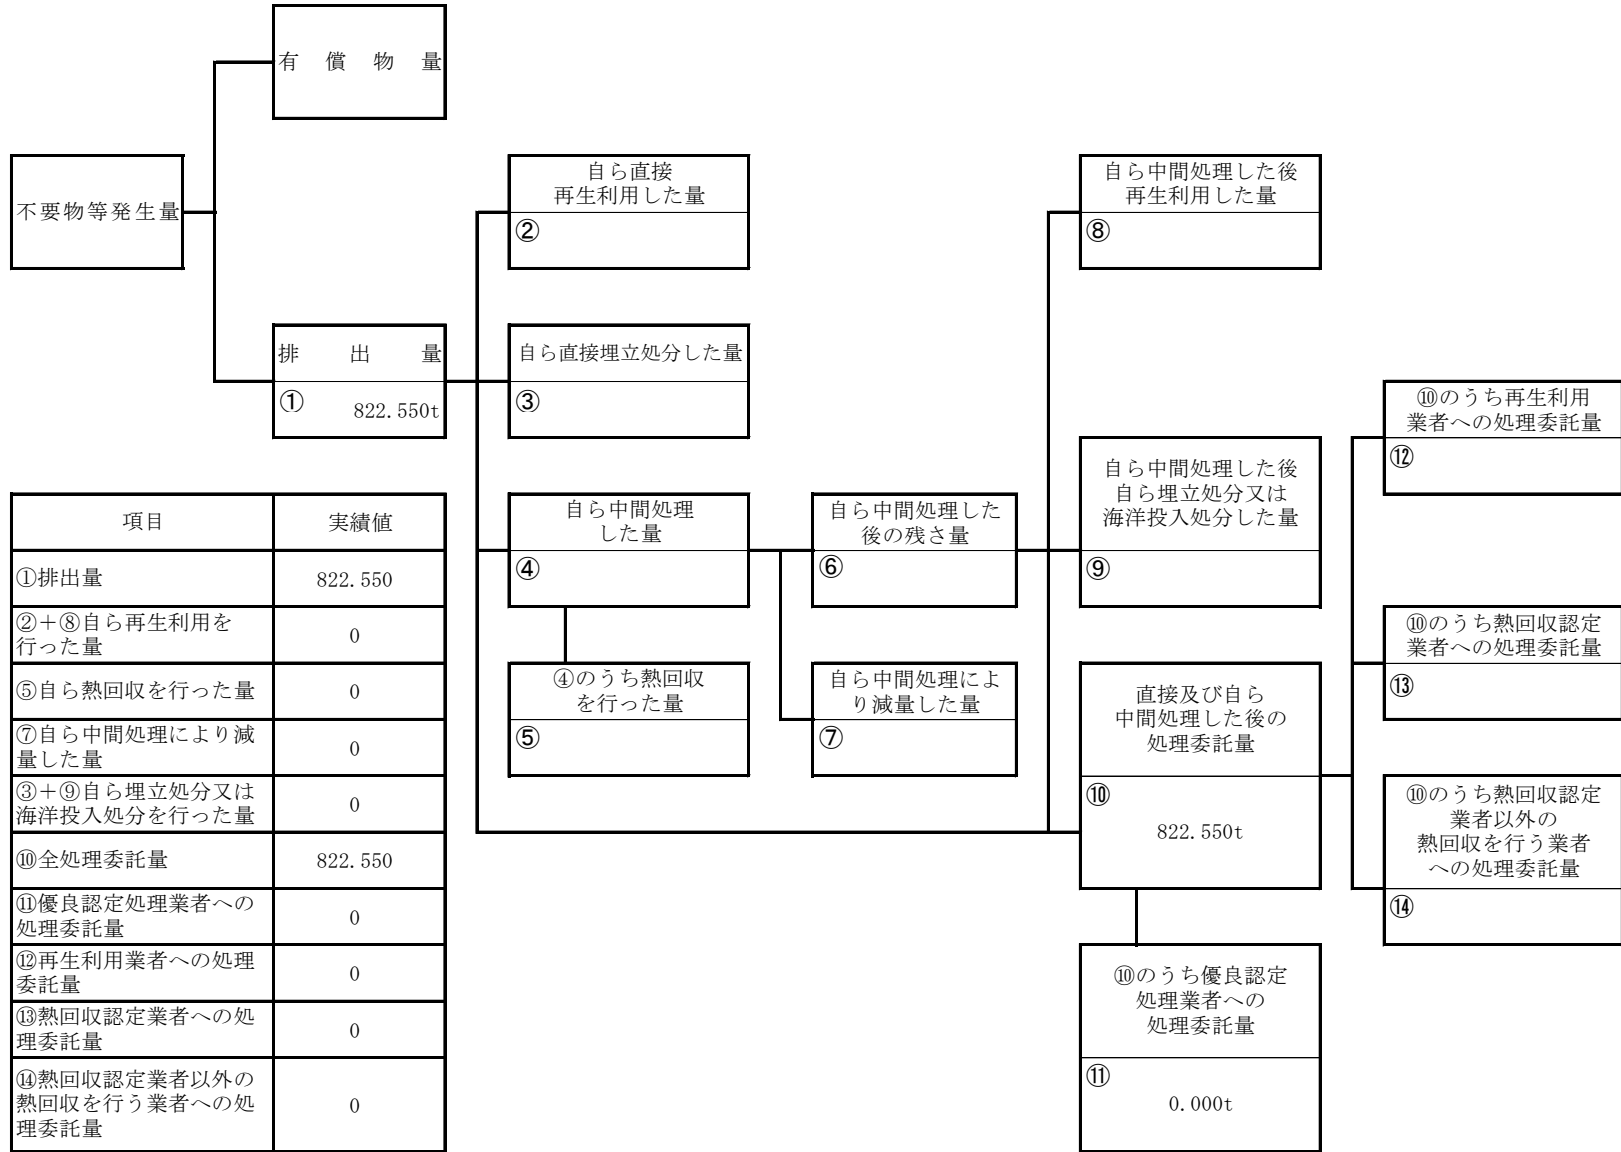 有償物量
不要物等発生量
排出量
①
822.550t
自ら直接
再生利用した量
②
自ら直接埋立処分した量
③
自ら中間処理
した量
④
④のうち熱回収
を行った量
⑤
自ら中間処理した
後の残さ量
⑥
自ら中間処理によ
り減量した量
⑦
自ら中間処理した後
再生利用した量
⑧
自ら中間処理した後
自ら埋立処分又は
海洋投入処分した量
⑨
直接及び自ら
中間処理した後の
処理委託量
⑩
822.550t
⑩のうち優良認定
処理業者への
処理委託量
⑪
0.000t
⑩のうち再生利用
業者への処理委託量
⑫
⑩のうち熱回収認定
業者への処理委託量
⑬
⑩のうち熱回収認定
業者以外の
熱回収を行う業者
への処理委託量
⑭
項目 実績値
①排出量 822.550
②＋⑧自ら再生利用を
行った量 0
⑤自ら熱回収を行った量 0
⑦自ら中間処理により減
量した量 0
③＋⑨自ら埋立処分又は
海洋投入処分を行った量 0
⑩全処理委託量 822.550
⑪優良認定処理業者への
処理委託量 0
⑫再生利用業者への処理
委託量 0
⑬熱回収認定業者への処
理委託量 0
⑭熱回収認定業者以外の
熱回収を行う業者への処
理委託量 0